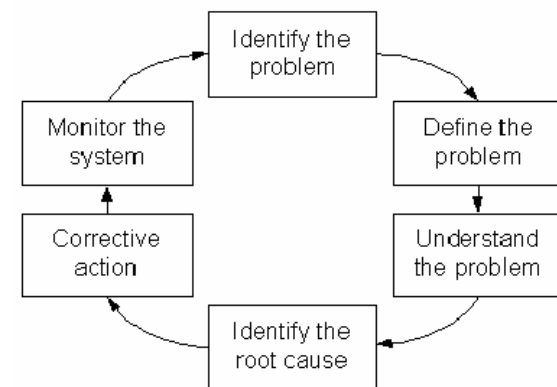 Identify the
problem
Define the
problem
Understand
the problem
Identify the
root cause
Corrective
action
Monitor the
system